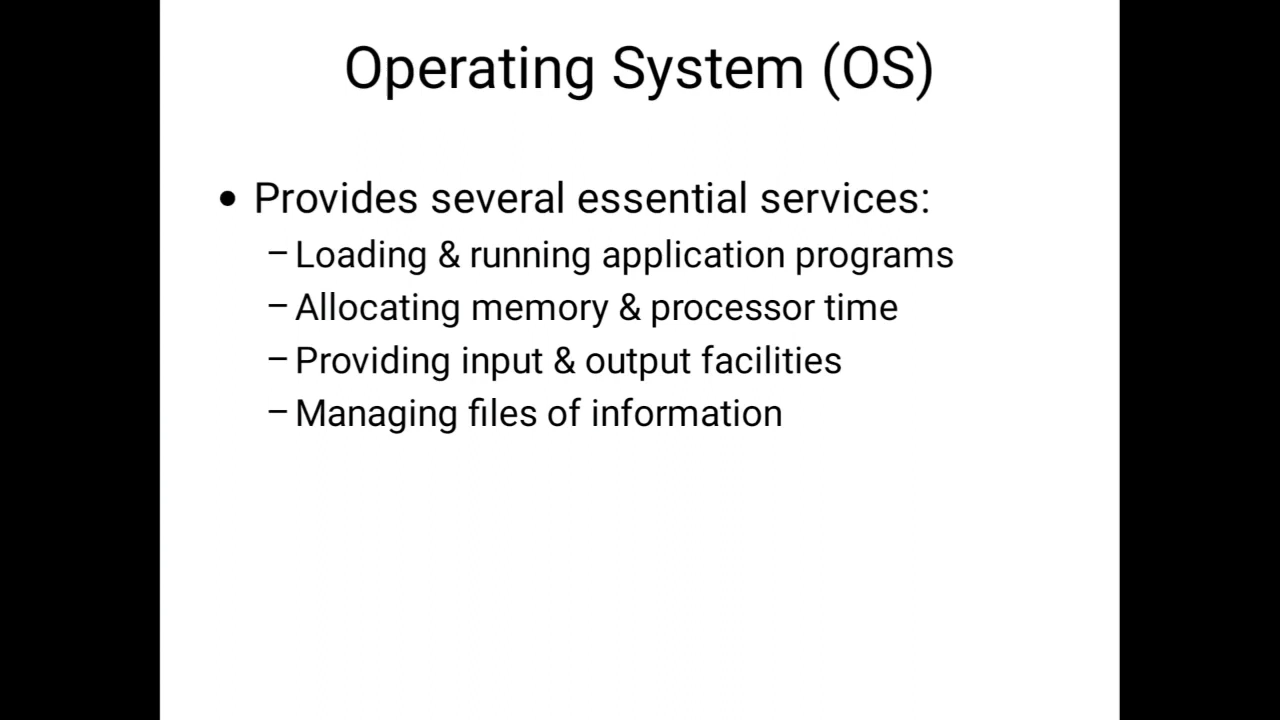 Operating System (OS)
• Provides several essential services:
– Loading & running application programs
– Allocating memory & processor time
– Providing input & output facilities
– Managing files of information